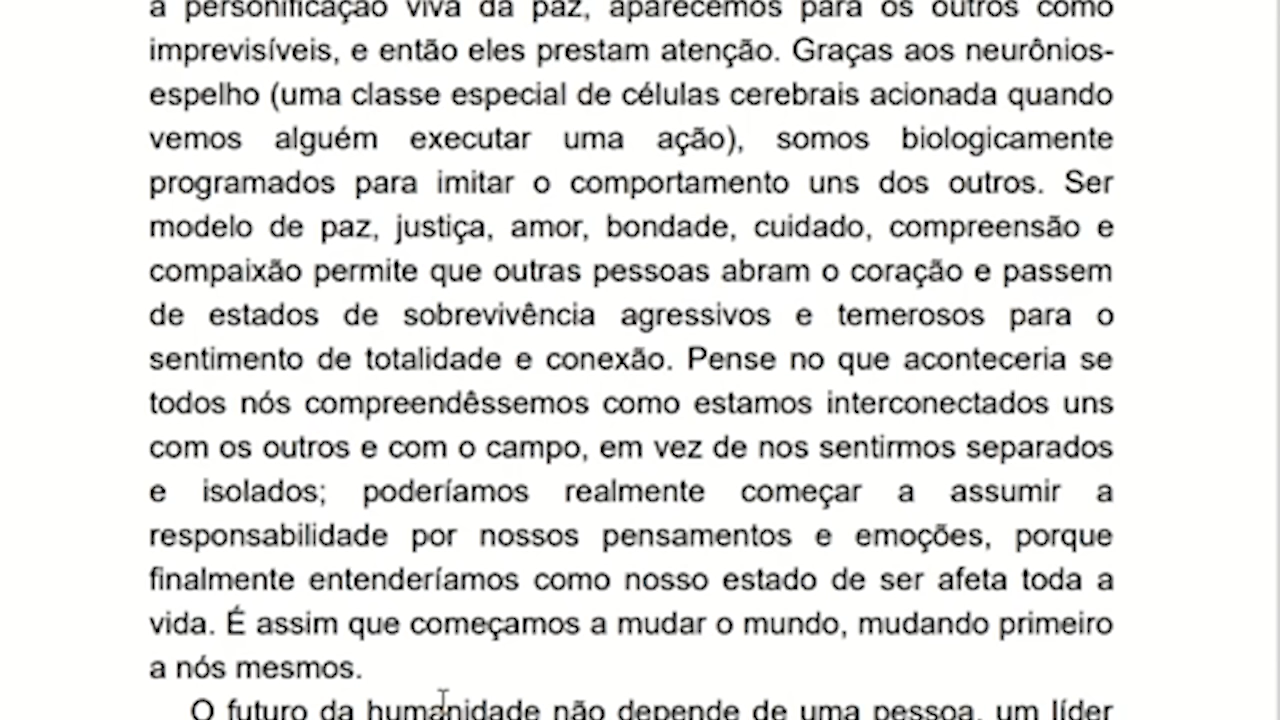 a personificação viva da paz, aparecemos para os outros como
imprevisíveis, e então eles prestam atenção. Graças aos neurônios-
espelho (uma classe especial de células cerebrais acionada quando
vemos alguém executar uma ação), somos biologicamente
programados para imitar o comportamento uns dos outros. Ser
modelo de paz, justiça, amor, bondade, cuidado, compreensão e
compaixão permite que outras pessoas abram o coração e passem
de estados de sobrevivência agressivos e temerosos para o
sentimento de totalidade e conexão. Pense no que aconteceria se
todos nós compreendêssemos como estamos interconectados uns
com os outros e com o campo, em vez de nos sentirmos separados
e isolados; poderíamos realmente começar a assumir a
responsabilidade por nossos pensamentos e emoções, porque
finalmente entenderíamos como nosso estado de ser afeta toda a
vida. É assim que começamos a mudar o mundo, mudando primeiro
a nós mesmos.
O futuro da humanidade não depende de uma pessoa, um líder